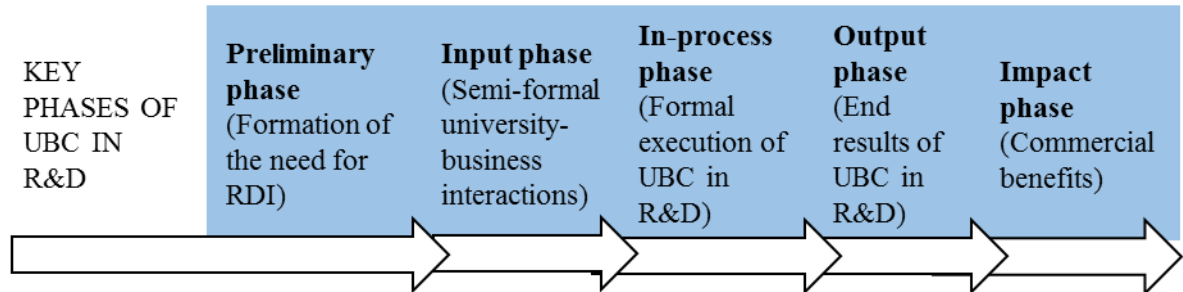 KEY
PHASES OF
UBC IN
R&D
Preliminary
phase
(Formation of
the need for
RDI)
Input phase
(Semi-formal
university-
business
interactions)
In-process
phase
(Formal
execution of
UBC in
R&D)
Output
phase
(End
results of
UBC in
R&D)
Impact
phase
(Commercial
benefits)